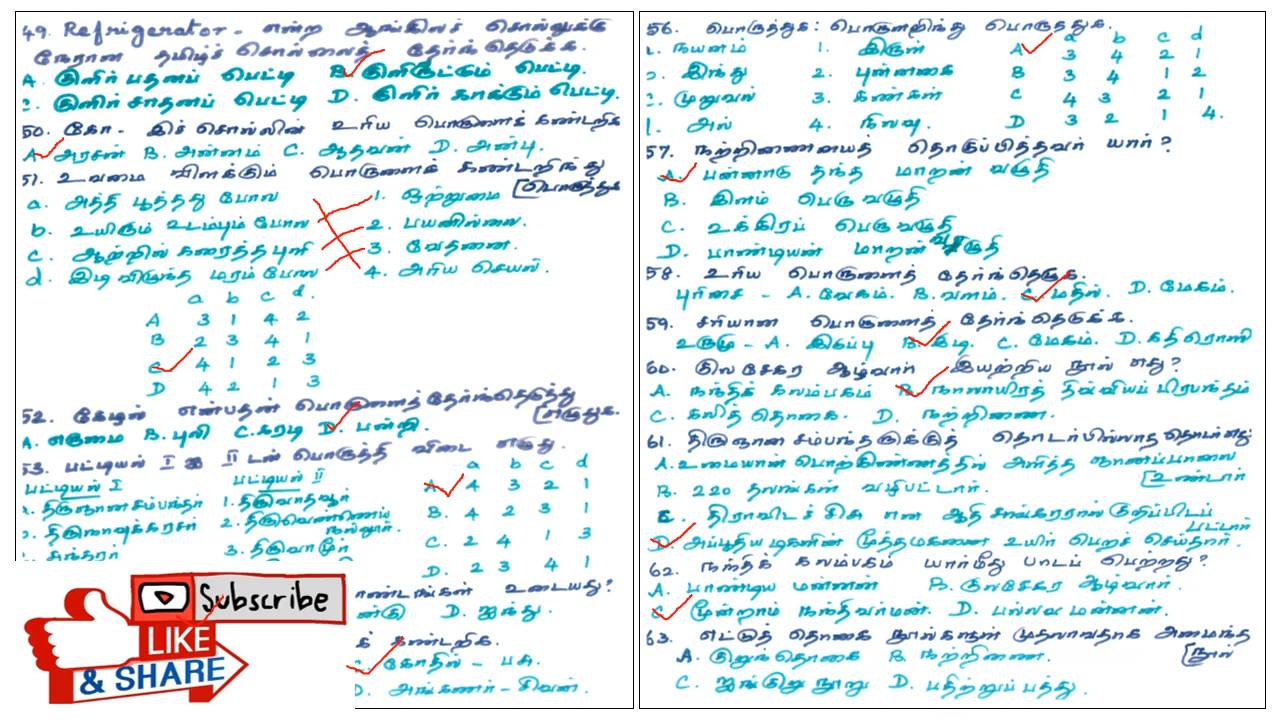 49. Refrigerator - என்ற ஆங்கிலச் சொல்லுக்கு
நேரான தமிழ்ச் சொல்லைத் தேர்ந்தெடுக்க.
A. குளிர் பதனப் பெட்டி B. குளிரூட்டும் பெட்டி.
C. குளிர் சாதனப் பெட்டி D. குளிர் காக்கும் பெட்டி.
50. கோ - இச் சொல்லின் உரிய பொருளைக் கண்டறிக
A. அரசன் B. அன்னம் C. ஆதவன் D. அன்பு.
51. உவமை விளக்கும் பொருளைக் கண்டறிந்து
[பொருத்துக
a. அத்தி பூத்தது போல 1. ஒற்றுமை
b. உயிரும் உடம்பும் போல 2. பயனில்லை.
c. ஆற்றில் கரைத்த புளி 3. வேதனை.
d. இடி விழுந்த மரம் போல 4. அரிய செயல்.
a b c d.
A 3 1 4 2
B 2 3 4 1
C 4 1 2 3
D 4 2 1 3
52. கேழல் என்பதன் பொருளைத் தேர்ந்தெடுத்து
[எழுதுக.
A. எருமை B. புலி C. கரடி D. பன்றி.
53. பட்டியல் I ஐ II டன் பொருத்தி விடை எழுது.
பட்டியல் I பட்டியல் II a b c d
திருஞானசம்பந்தர் 1. திருவாதவூர் A. 4 3 2 1
திருநாவுக்கரசர் 2. திருவெண்ணெய் நல்லூர். B. 4 2 3 1
சுந்தரர் 3. திருவாமூர் C. 2 4 1 3
D. 2 3 4 1
உடையது?
D. ஐந்து.
கண்டறிக.
C. கோதில் - பசு.
D. அங்கணர் - சிவன்.
Subscribe
LIKE
& SHARE
56. பொருத்துக : பொருளறிந்து பொருத்துக.
a b c d
நயனம் 1. இருள் A 3 4 2 1
இந்து 2. புன்னகை B 3 4 1 2
முறுவல் 3. கண்கள் C 4 3 2 1
அல் 4. நிலவு. D 3 2 1 4.
57. நற்றிணையைத் தொகுப்பித்தவர் யார்?
A. பன்னாடு தந்த மாறன் வழுதி
B. இளம் பெரு வழுதி
C. உக்கிரப் பெருவழுதி
D. பாண்டியன் மாறன் வழுதி
58. உரிய பொருளைத் தேர்ந்தெடுக்க.
புரிசை - A. வேகம். B. வளம். C. மதில். D. மேகம்.
59. சரியான பொருளைத் தேர்ந்தெடுக்க.
உருமு - A. இருப்பு B. இடி. C. மேகம். D. கதிரொளி
60. குலசேகர ஆழ்வார் இயற்றிய நூல் எது?
A. நந்திக் கலம்பகம் B. நாலாயிரத் திவ்வியப் பிரபந்தம்
C. கலித்தொகை D. நற்றிணை.
61. திருஞான சம்பந்தருக்குத் தொடர்பில்லாத தொடர் எது
A. உமையாள் பொற்கிண்ணத்தில் அளித்த ஞானப்பாலை
[உண்டார்
B. 220 தலங்கள் வழிபட்டார்.
C. திராவிடச் சிசு என ஆதி சங்கரரால் குறிப்பிடப்
பட்டார்
D. அப்பூதியடிகளின் மூத்தமகனை உயிர் பெறச் செய்தார்.
62. நந்திக் கலம்பகம் யார்மீது பாடப் பெற்றது?
A. பாண்டிய மன்னன் B. குலசேகர ஆழ்வார்.
C. மூன்றாம் நந்திவர்மன். D. பல்லவ மன்னன்.
63. எட்டுத் தொகை நூல்களுள் முதலாவதாக அமைந்த
[நூல்
A. குறுந்தொகை B. நற்றிணை.
C. ஐங்குறு நூறு D. பதிற்றுப் பத்து.